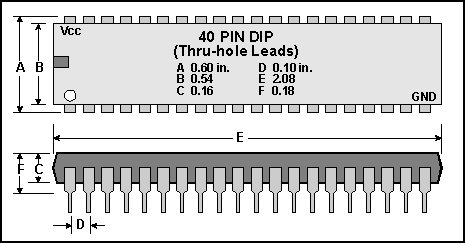 Vcc
40 PIN DIP
(Thru-hole Leads)
A 0.60 in. D 0.10 in.
B 0.54 E 2.08
C 0.16 F 0.18
GND
A
B
E
F
C
D